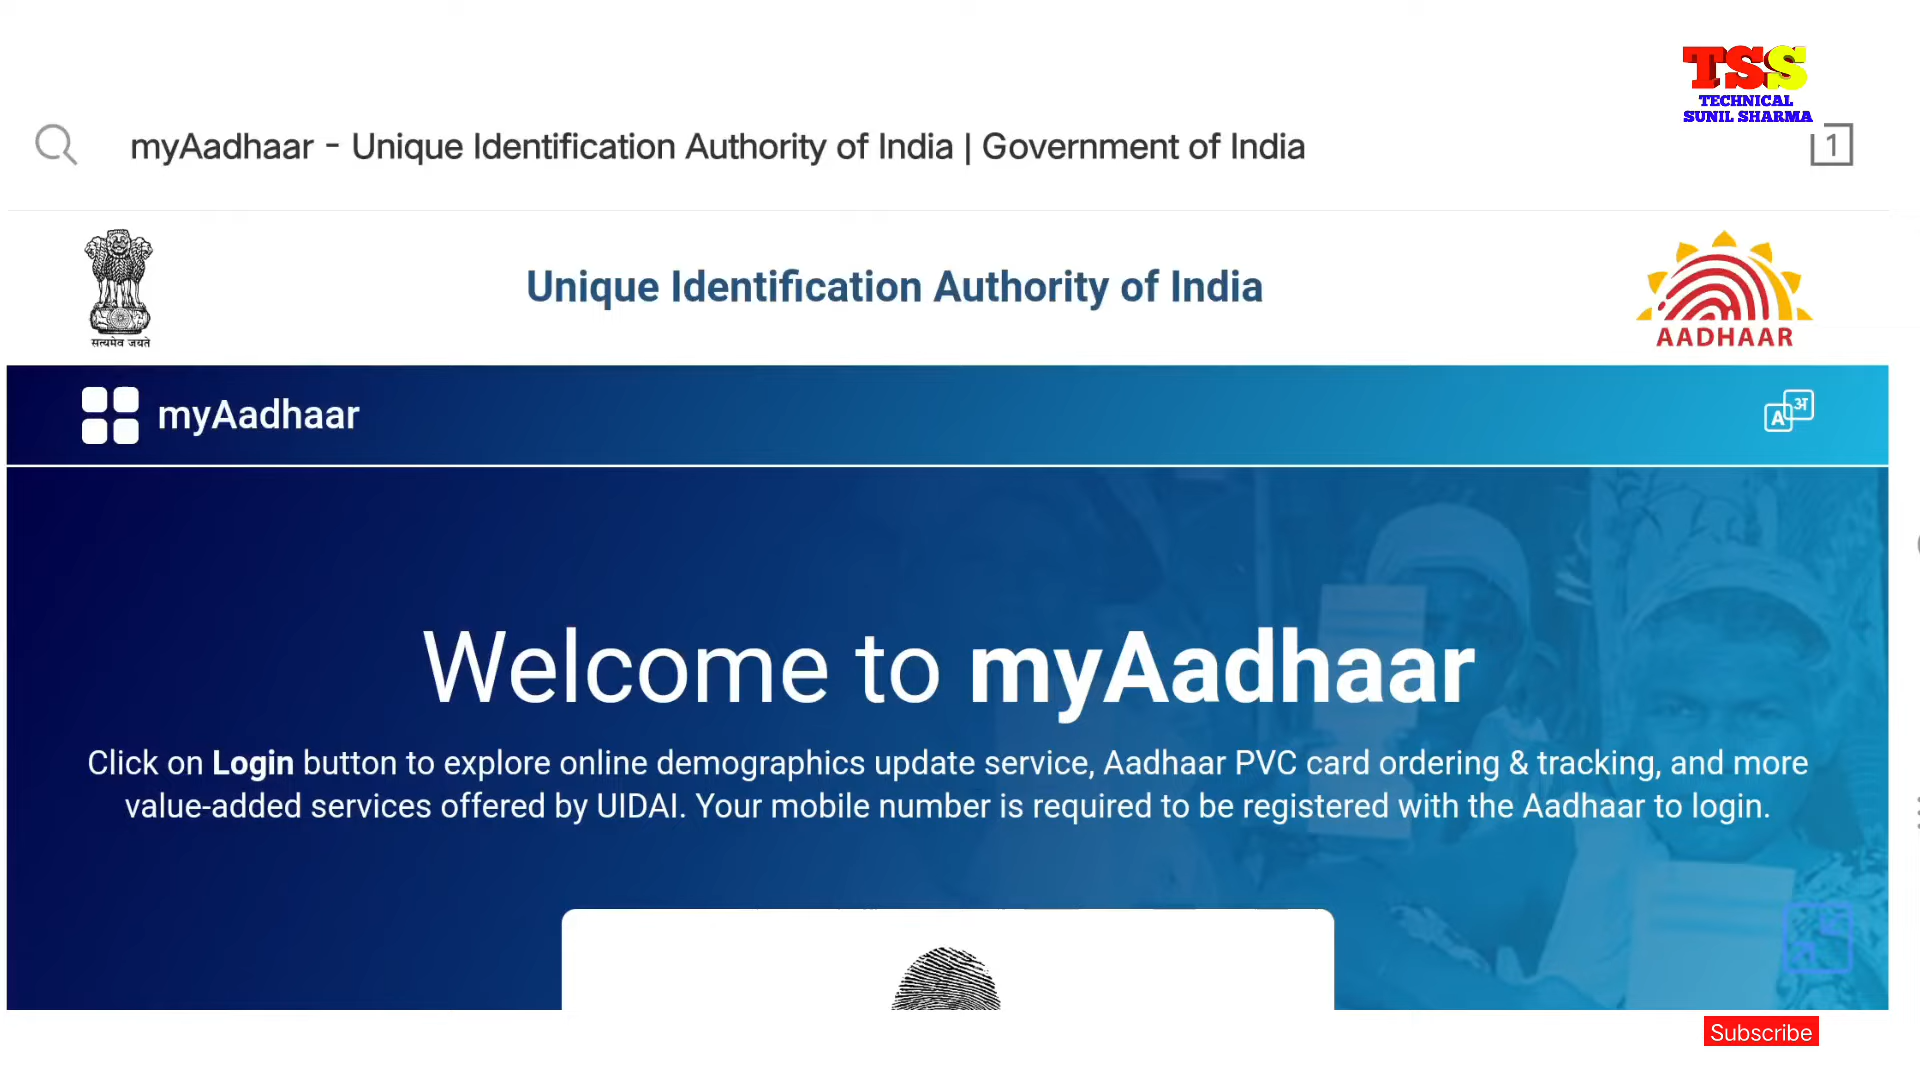 TSS
TECHNICAL
SUNIL SHARMA
myAadhaar - Unique Identification Authority of India | Government of India
1
सत्यमेव जयते
Unique Identification Authority of India
AADHAAR
myAadhaar
A अ
Welcome to myAadhaar
Click on Login button to explore online demographics update service, Aadhaar PVC card ordering & tracking, and more
value-added services offered by UIDAI. Your mobile number is required to be registered with the Aadhaar to login.
Subscribe